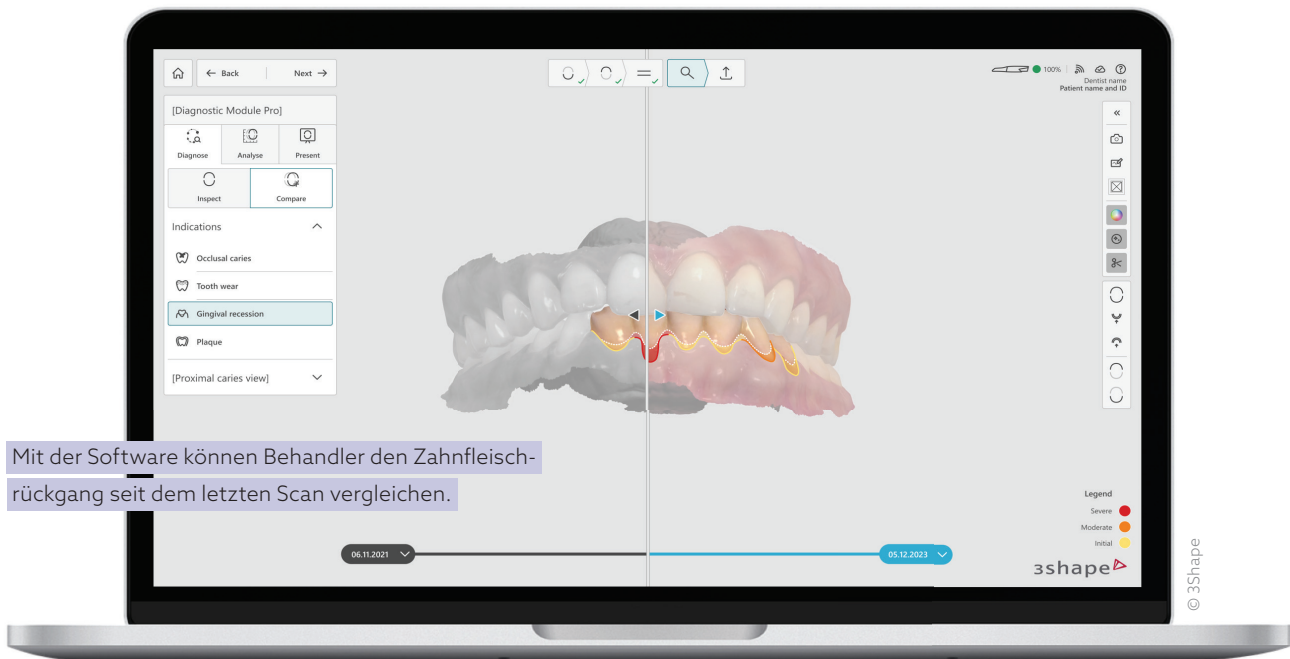 ← Back
Next →
100%
Dentist name
Patient name and ID
[Diagnostic Module Pro]
Diagnose
Analyse
Present
Inspect
Compare
Indications
Occlusal caries
Tooth wear
Gingival recession
Plaque
[Proximal caries view]
Mit der Software können Behandler den Zahnfleisch-
rückgang seit dem letzten Scan vergleichen.
Legend
Severe
Moderate
Initial
06.11.2021
05.12.2023
3shape
© 3Shape